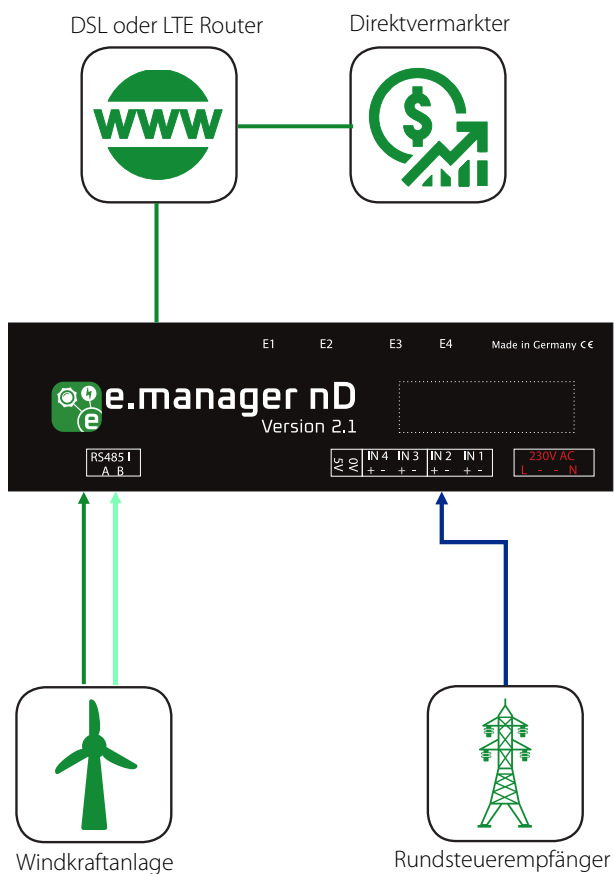 DSL oder LTE Router
Direktvermarkter
WWW
$
E1 E2 E3 E4 Made in Germany CE
e.manager nD
e
Version 2.1
RS485 I
A B
5V 0V
IN 4 IN 3 IN 2 IN 1
+ - + - + - + -
230V AC
L - - N
Windkraftanlage
Rundsteuerempfänger